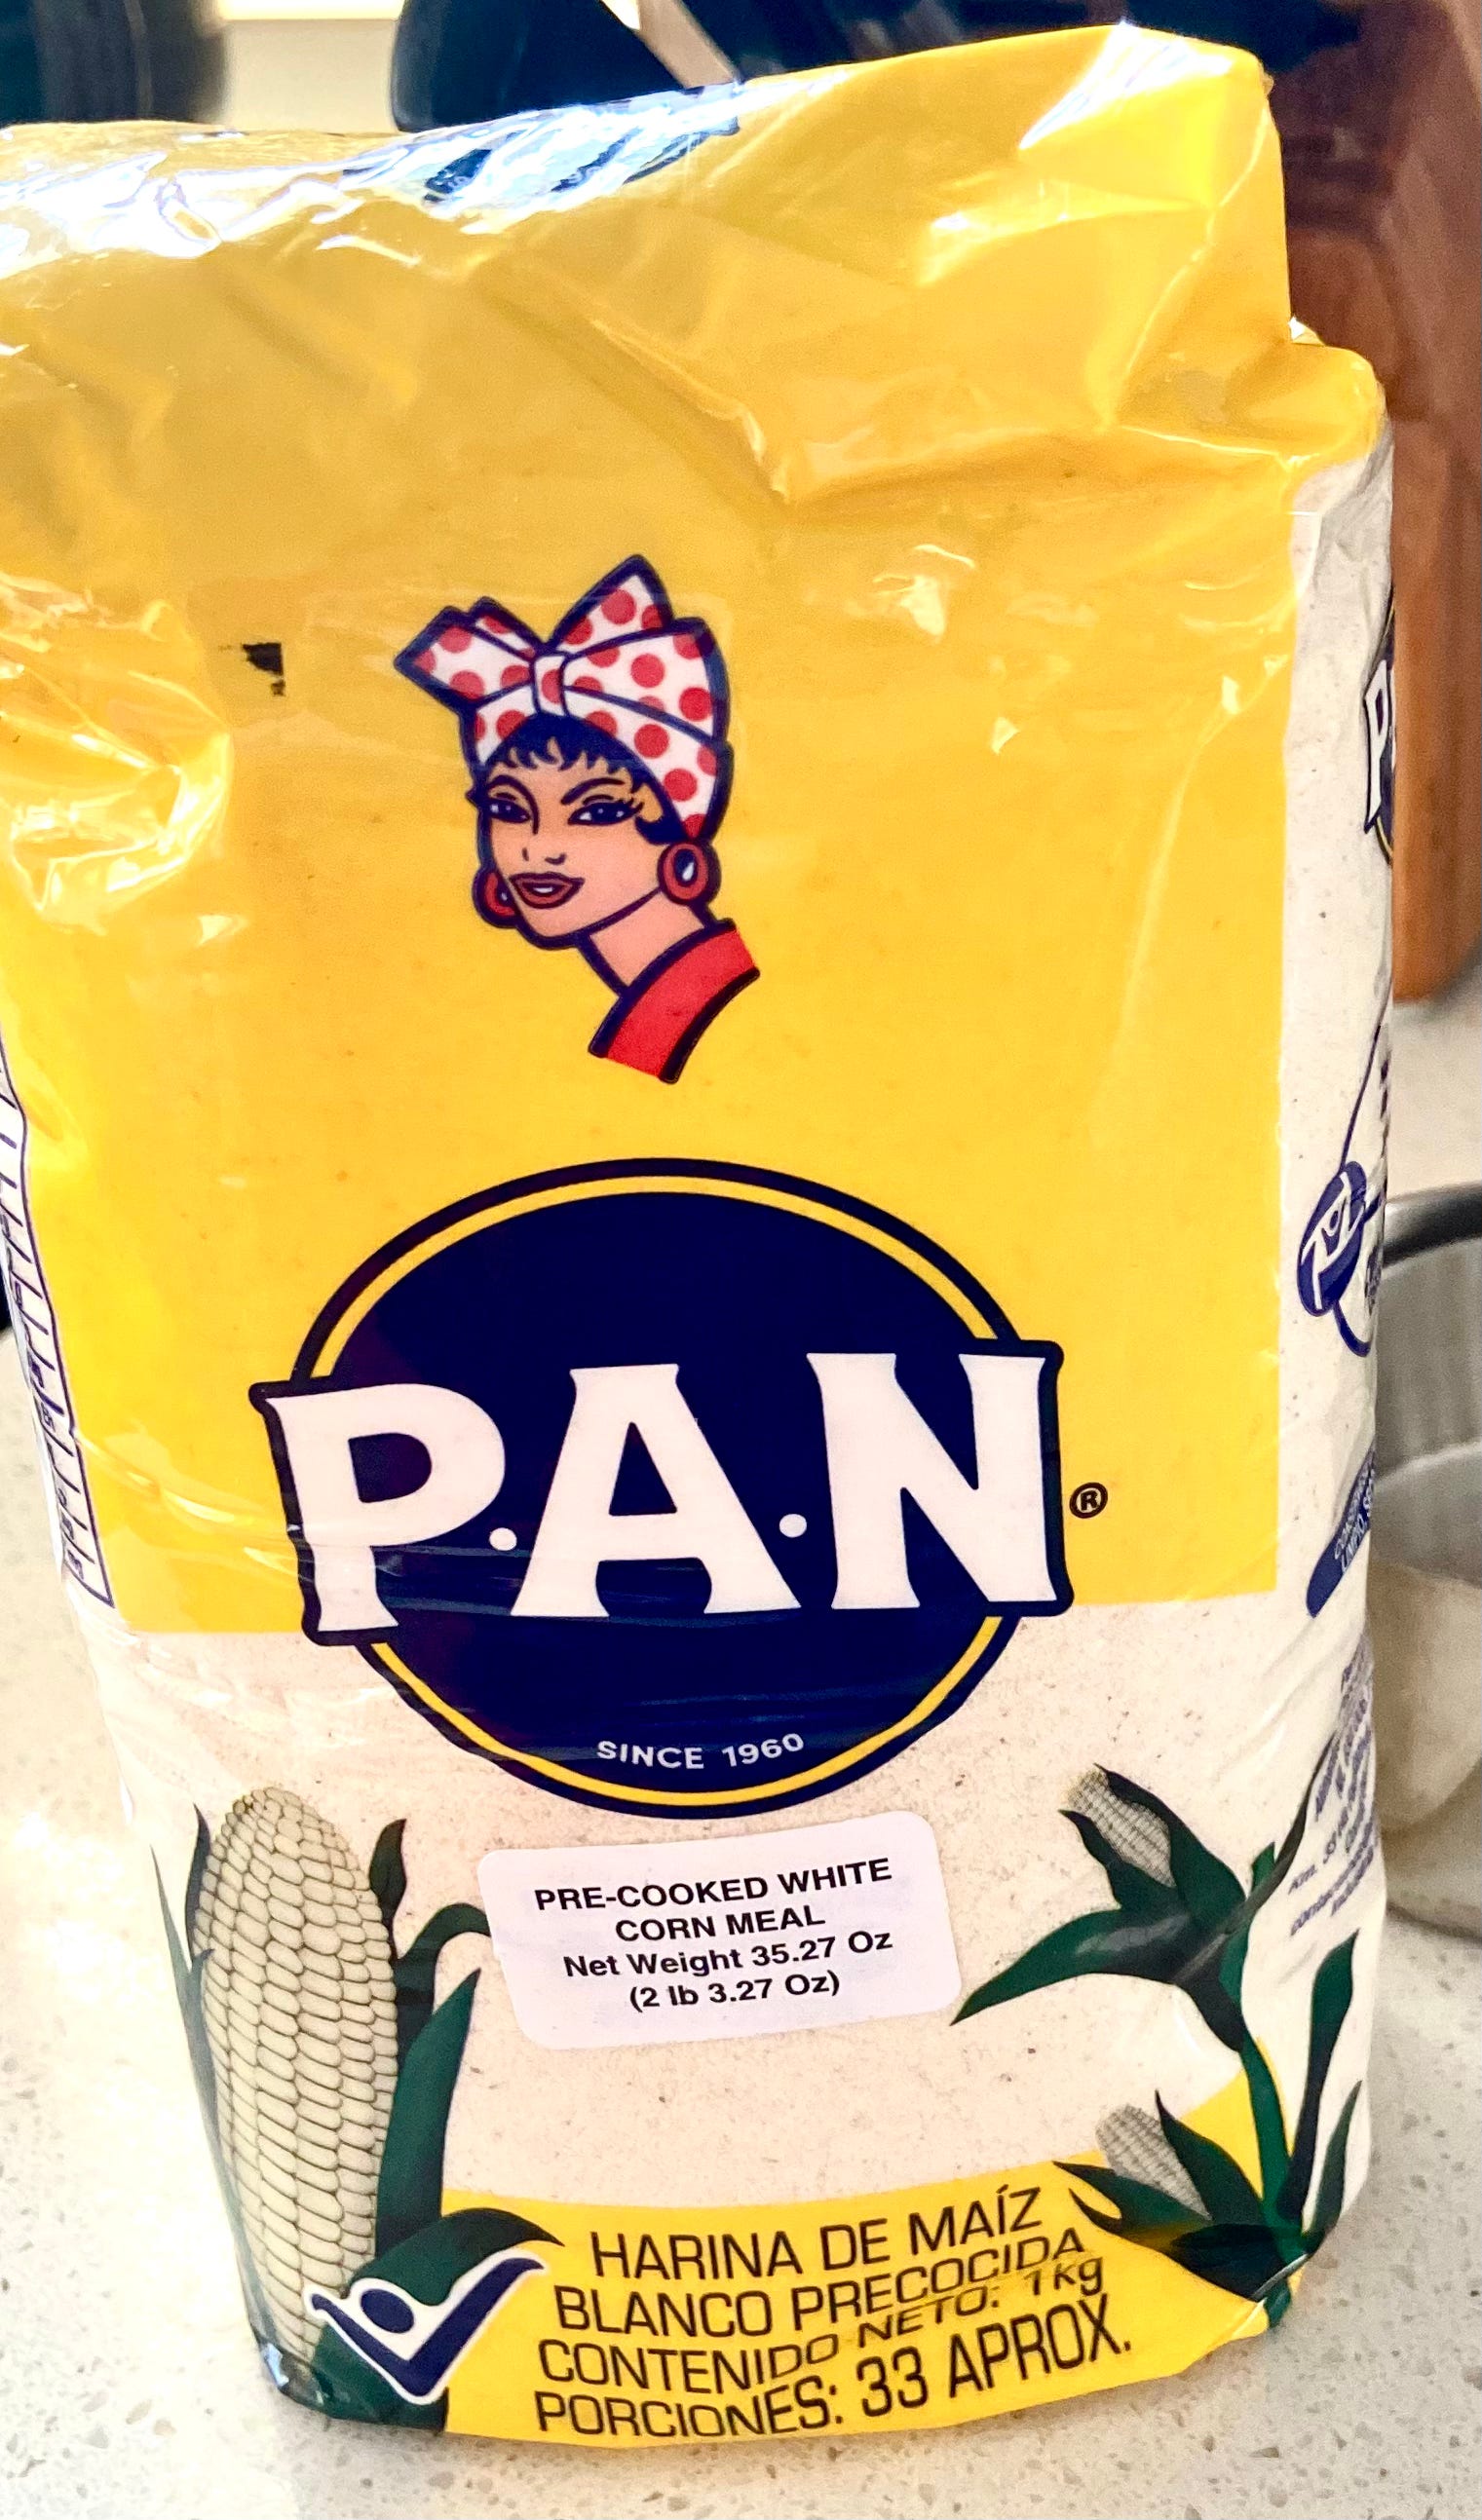 P.A.N
®
SINCE 1960
PRE-COOKED WHITE
CORN MEAL
Net Weight 35.27 Oz
(2 lb 3.27 Oz)
HARINA DE MAÍZ
BLANCO PRECOCIDA
CONTENIDO NETO: 1kg
PORCIONES: 33 APROX.